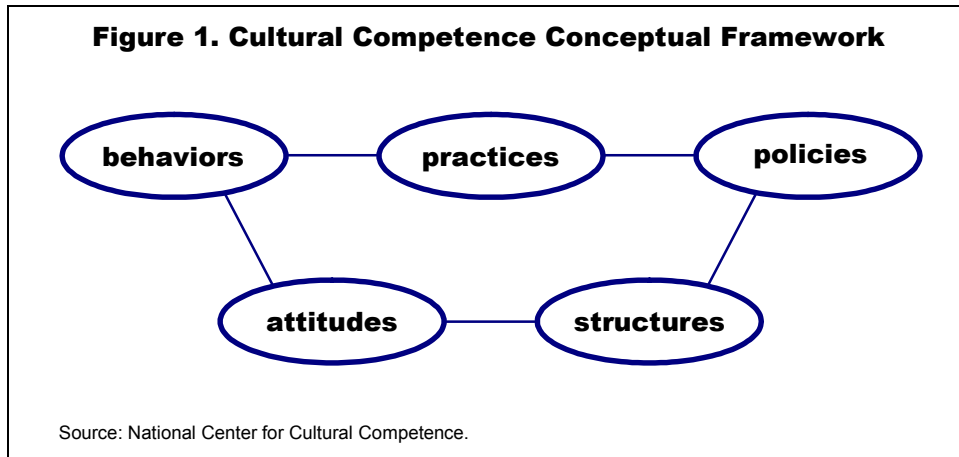 Figure 1. Cultural Competence Conceptual Framework
behaviors
practices
policies
attitudes
structures
Source: National Center for Cultural Competence.